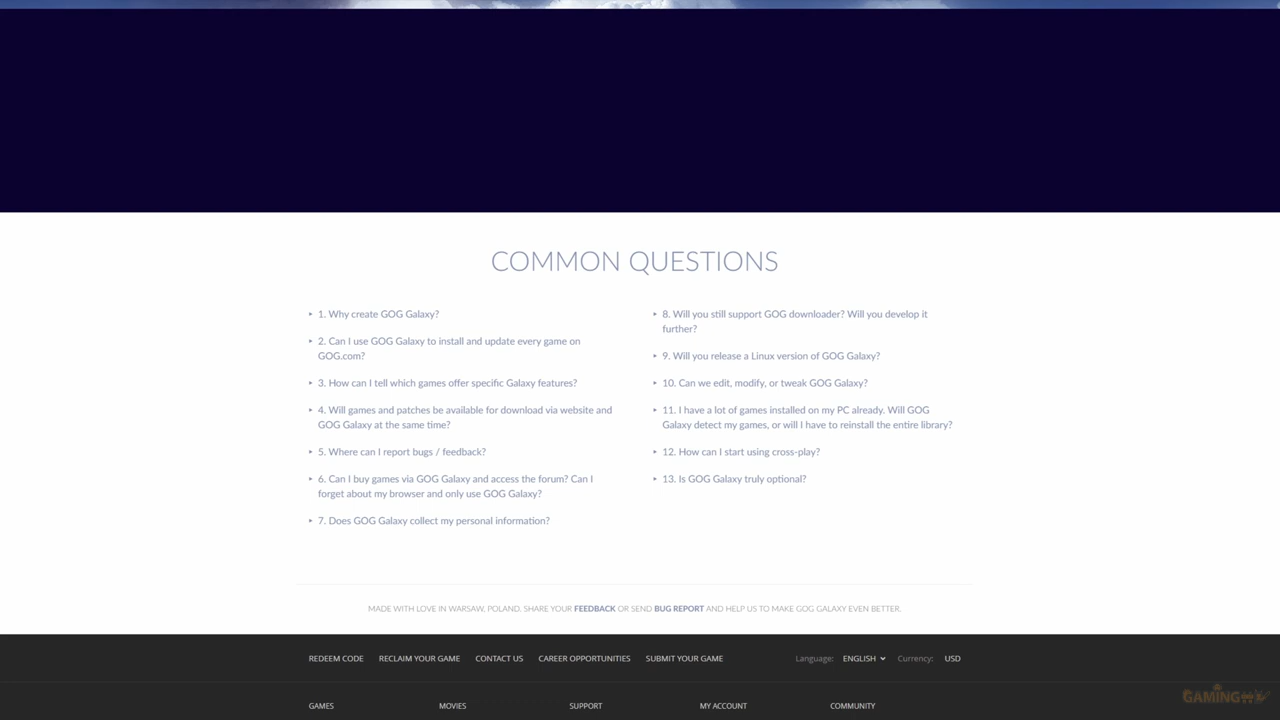 COMMON QUESTIONS
1. Why create GOG Galaxy?
2. Can I use GOG Galaxy to install and update every game on
GOG.com?
3. How can I tell which games offer specific Galaxy features?
4. Will games and patches be available for download via website and
GOG Galaxy at the same time?
5. Where can I report bugs / feedback?
6. Can I buy games via GOG Galaxy and access the forum? Can I
forget about my browser and only use GOG Galaxy?
7. Does GOG Galaxy collect my personal information?
8. Will you still support GOG downloader? Will you develop it
further?
9. Will you release a Linux version of GOG Galaxy?
10. Can we edit, modify, or tweak GOG Galaxy?
11. I have a lot of games installed on my PC already. Will GOG
Galaxy detect my games, or will I have to reinstall the entire library?
12. How can I start using cross-play?
13. Is GOG Galaxy truly optional?
MADE WITH LOVE IN WARSAW, POLAND. SHARE YOUR FEEDBACK OR SEND BUG REPORT AND HELP US TO MAKE GOG GALAXY EVEN BETTER.
REDEEM CODE RECLAIM YOUR GAME CONTACT US CAREER OPPORTUNITIES SUBMIT YOUR GAME Language: ENGLISH Currency: USD
GAMES MOVIES SUPPORT MY ACCOUNT COMMUNITY
GAMING